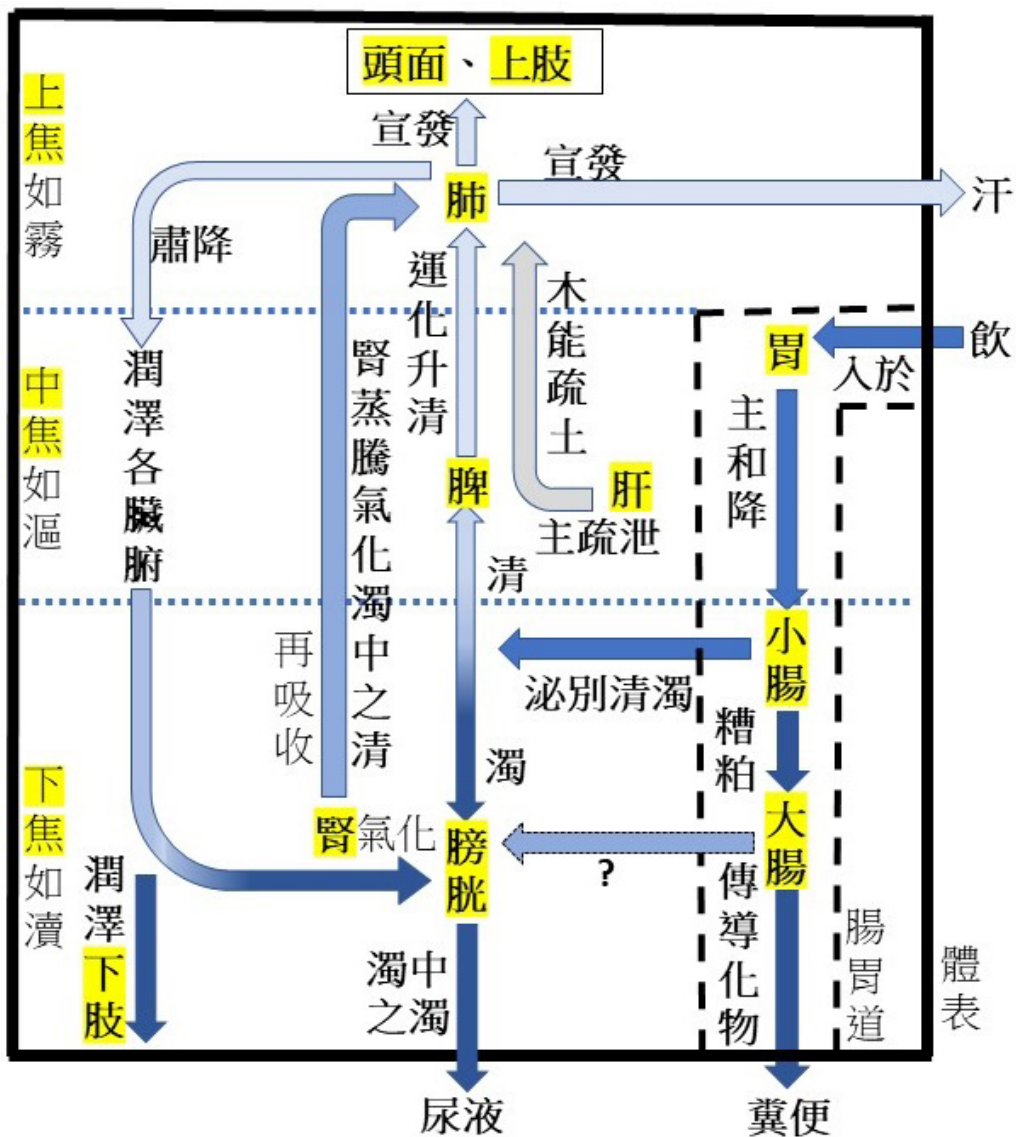 頭面、上肢
上焦如霧
宣發
宣發
肺
汗
肅降
運化升清
木能疏土
胃
飲
入於
中焦如漚
潤澤各臟腑
腎蒸騰氣化濁中之清
主和降
脾
肝
主疏泄
清
小腸
再吸收
泌別清濁
糟粕
濁
下焦如瀆
腎氣化
膀胱
大腸
?
潤澤下肢
傳導化物
腸胃道
體表
濁中
之濁
尿液
糞便